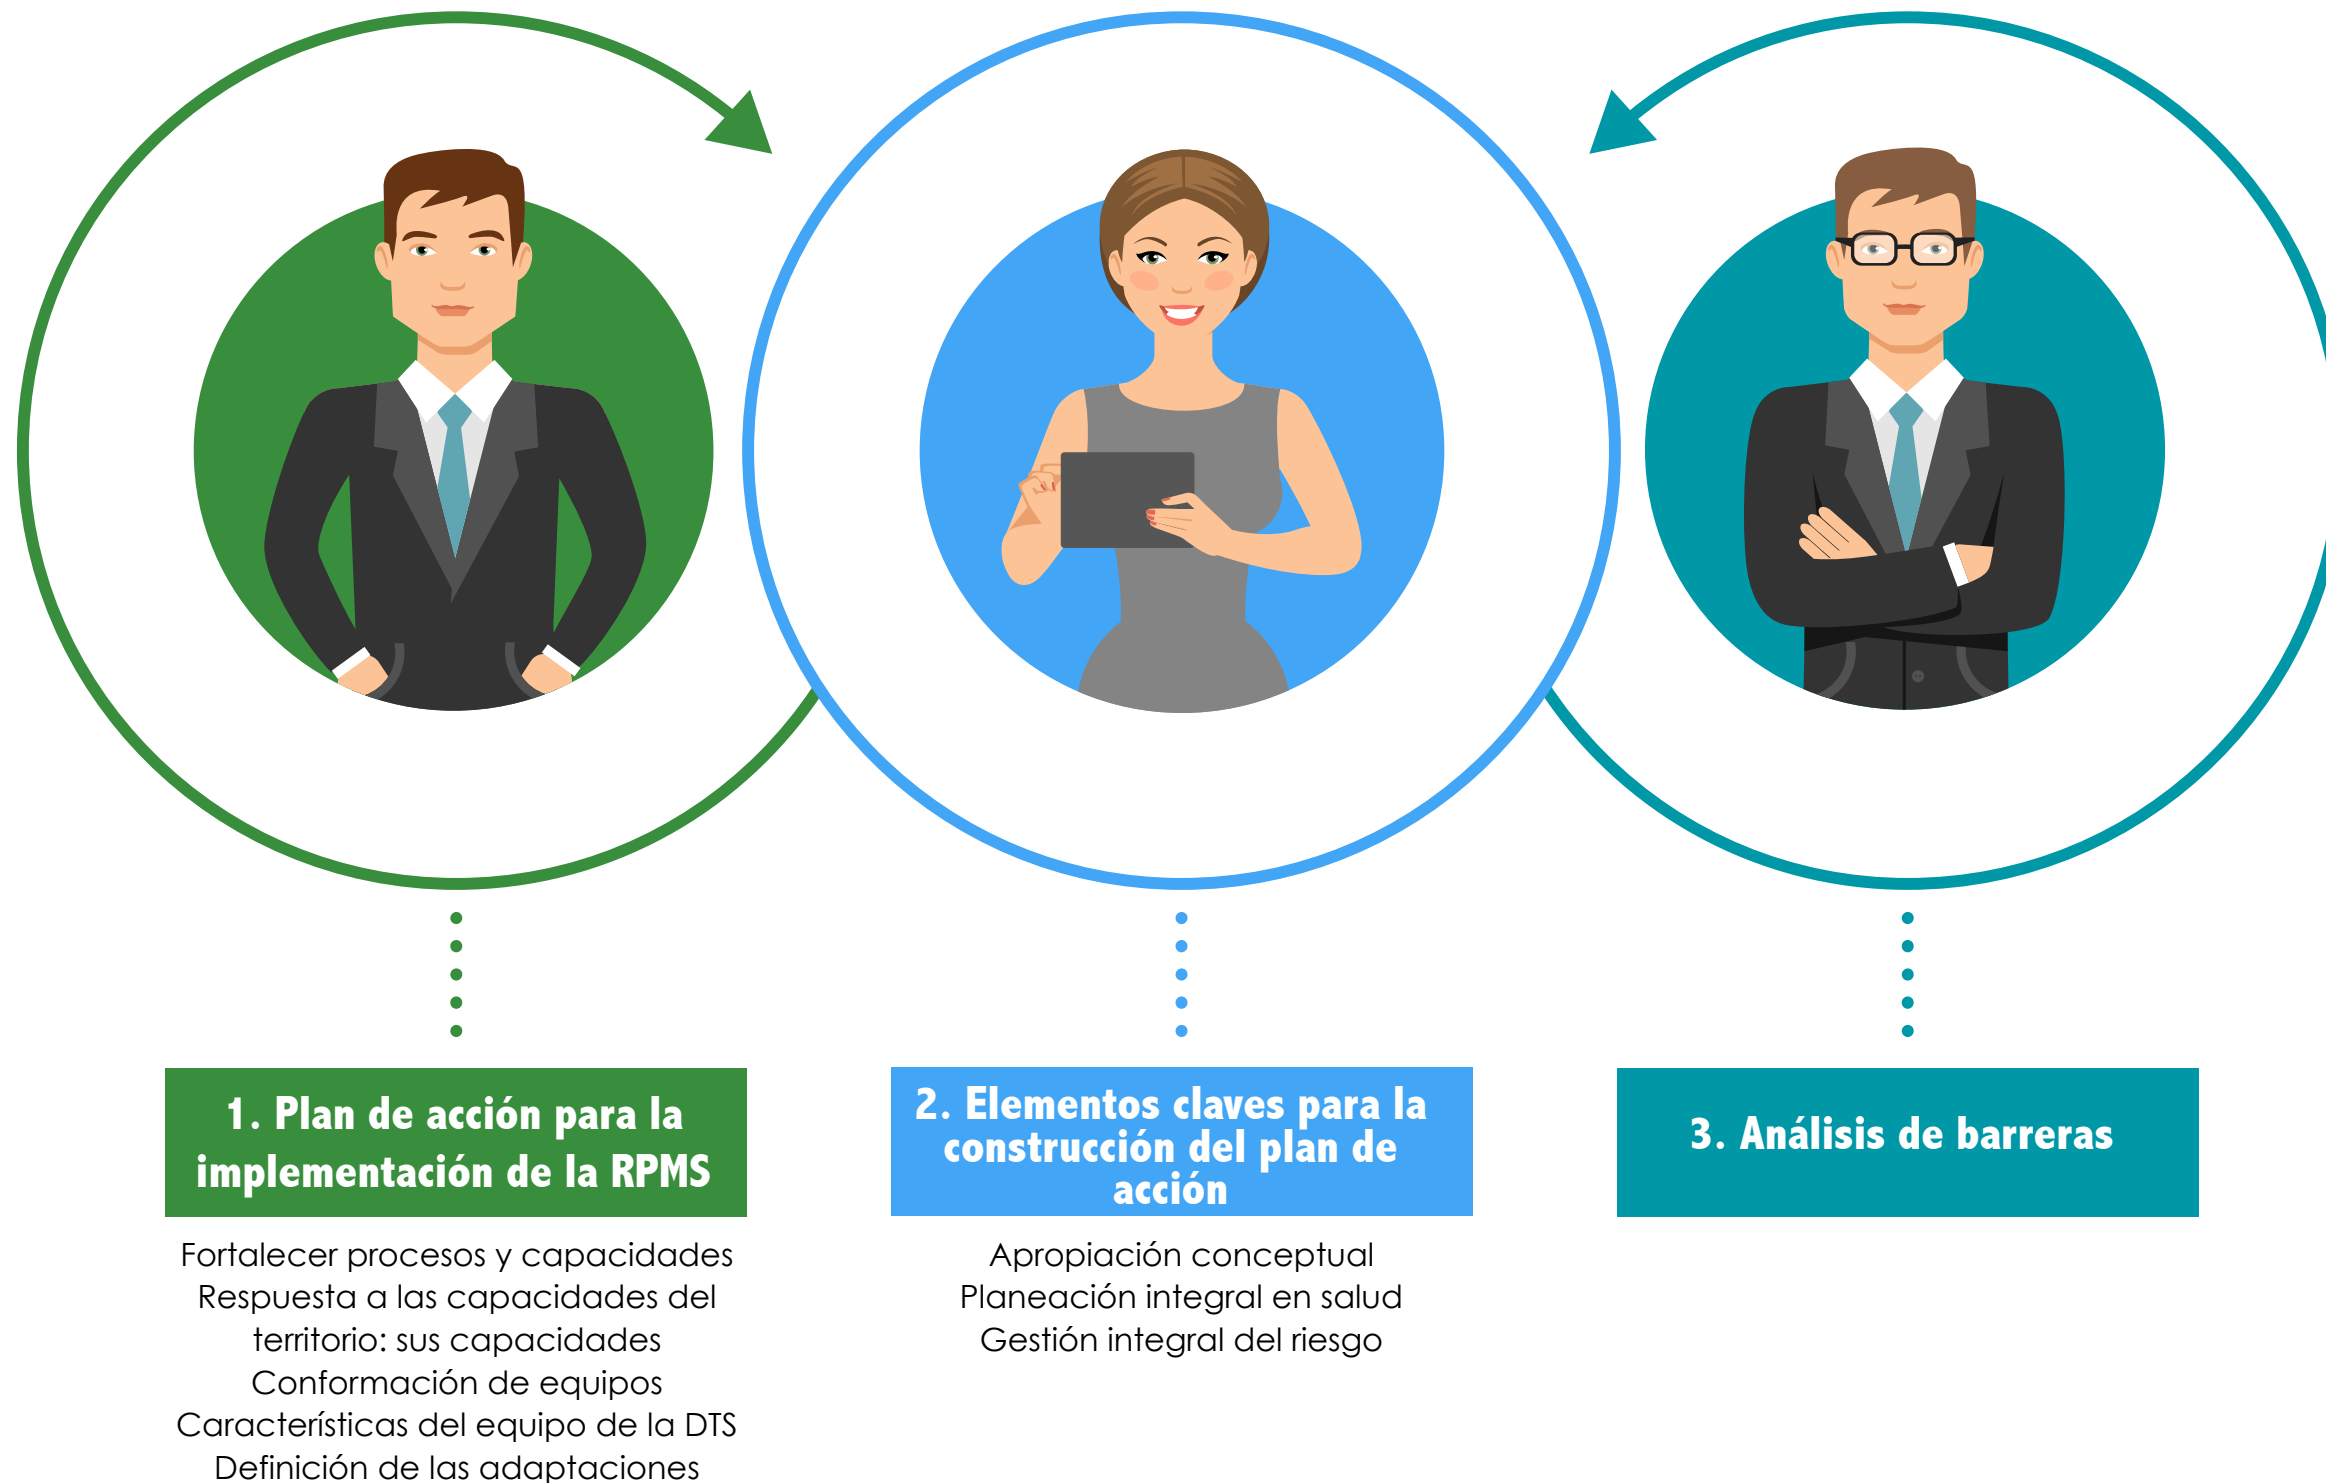 1. Plan de acción para la
implementación de la RPMS
Fortalecer procesos y capacidades
Respuesta a las capacidades del
territorio: sus capacidades
Conformación de equipos
Características del equipo de la DTS
Definición de las adaptaciones
2. Elementos claves para la
construcción del plan de
acción
Apropiación conceptual
Planeación integral en salud
Gestión integral del riesgo
3. Análisis de barreras